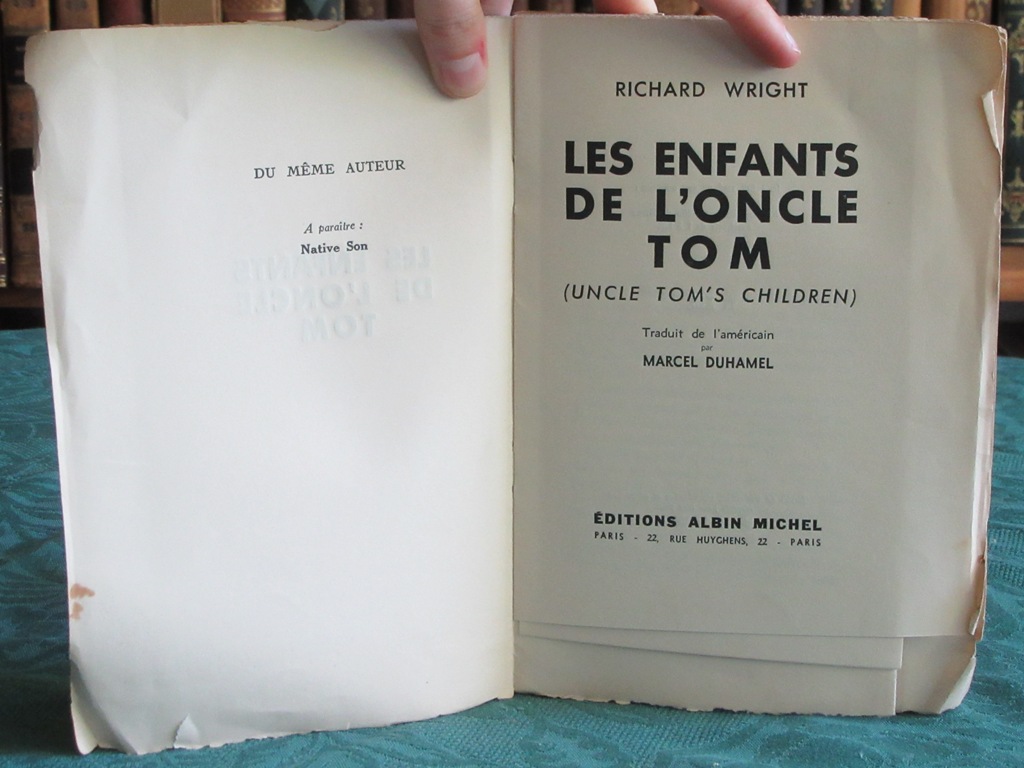 DU MÊME AUTEUR
A paraître :
Native Son
RICHARD WRIGHT
LES ENFANTS
DE L'ONCLE
TOM
(UNCLE TOM'S CHILDREN)
Traduit de l'américain
par
MARCEL DUHAMEL
ÉDITIONS ALBIN MICHEL
PARIS - 22, RUE HUYGHENS, 22 - PARIS